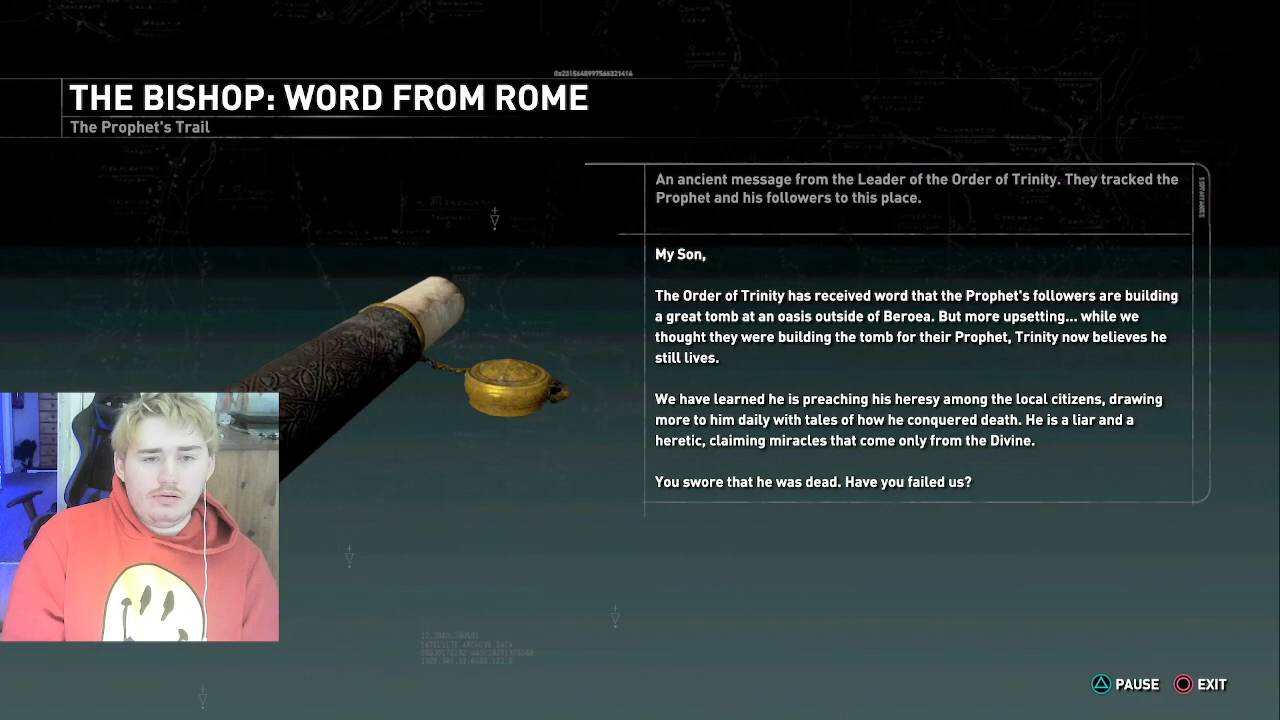 0x2315648997566321416
THE BISHOP: WORD FROM ROME
The Prophet's Trail
An ancient message from the Leader of the Order of Trinity. They tracked the
Prophet and his followers to this place.
My Son,
The Order of Trinity has received word that the Prophet's followers are building
a great tomb at an oasis outside of Beroea. But more upsetting... while we
thought they were building the tomb for their Prophet, Trinity now believes he
still lives.
We have learned he is preaching his heresy among the local citizens, drawing
more to him daily with tales of how he conquered death. He is a liar and a
heretic, claiming miracles that come only from the Divine.
You swore that he was dead. Have you failed us?
SATELLITE ARCHIVE DATA
PAUSE EXIT